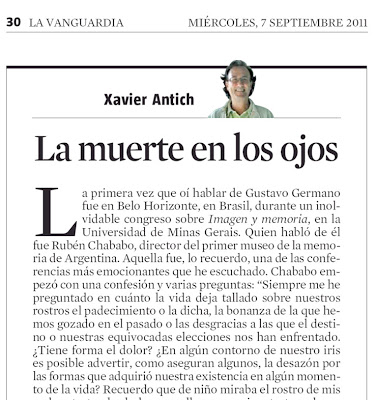 30 LA VANGUARDIA MIÉRCOLES, 7 SEPTIEMBRE 2011
Xavier Antich
La muerte en los ojos
La primera vez que oí hablar de Gustavo Germano
fue en Belo Horizonte, en Brasil, durante un inol-
vidable congreso sobre Imagen y memoria, en la
Universidad de Minas Gerais. Quien habló de él
fue Rubén Chababo, director del primer museo de la memo-
ria de Argentina. Aquella fue, lo recuerdo, una de las confe-
rencias más emocionantes que he escuchado. Chababo em-
pezó con una confesión y varias preguntas: “Siempre me he
preguntado en cuánto la vida deja tallado sobre nuestros
rostros el padecimiento o la dicha, la bonanza de la que he-
mos gozado en el pasado o las desgracias a las que el desti-
no o nuestras equivocadas elecciones nos han enfrentado.
¿Tiene forma el dolor? ¿En algún contorno de nuestro iris
es posible advertir, como aseguran algunos, la desazón por
las formas que adquirió nuestra existencia en algún momen-
to de la vida? Recuerdo que de niño miraba el rostro de mis